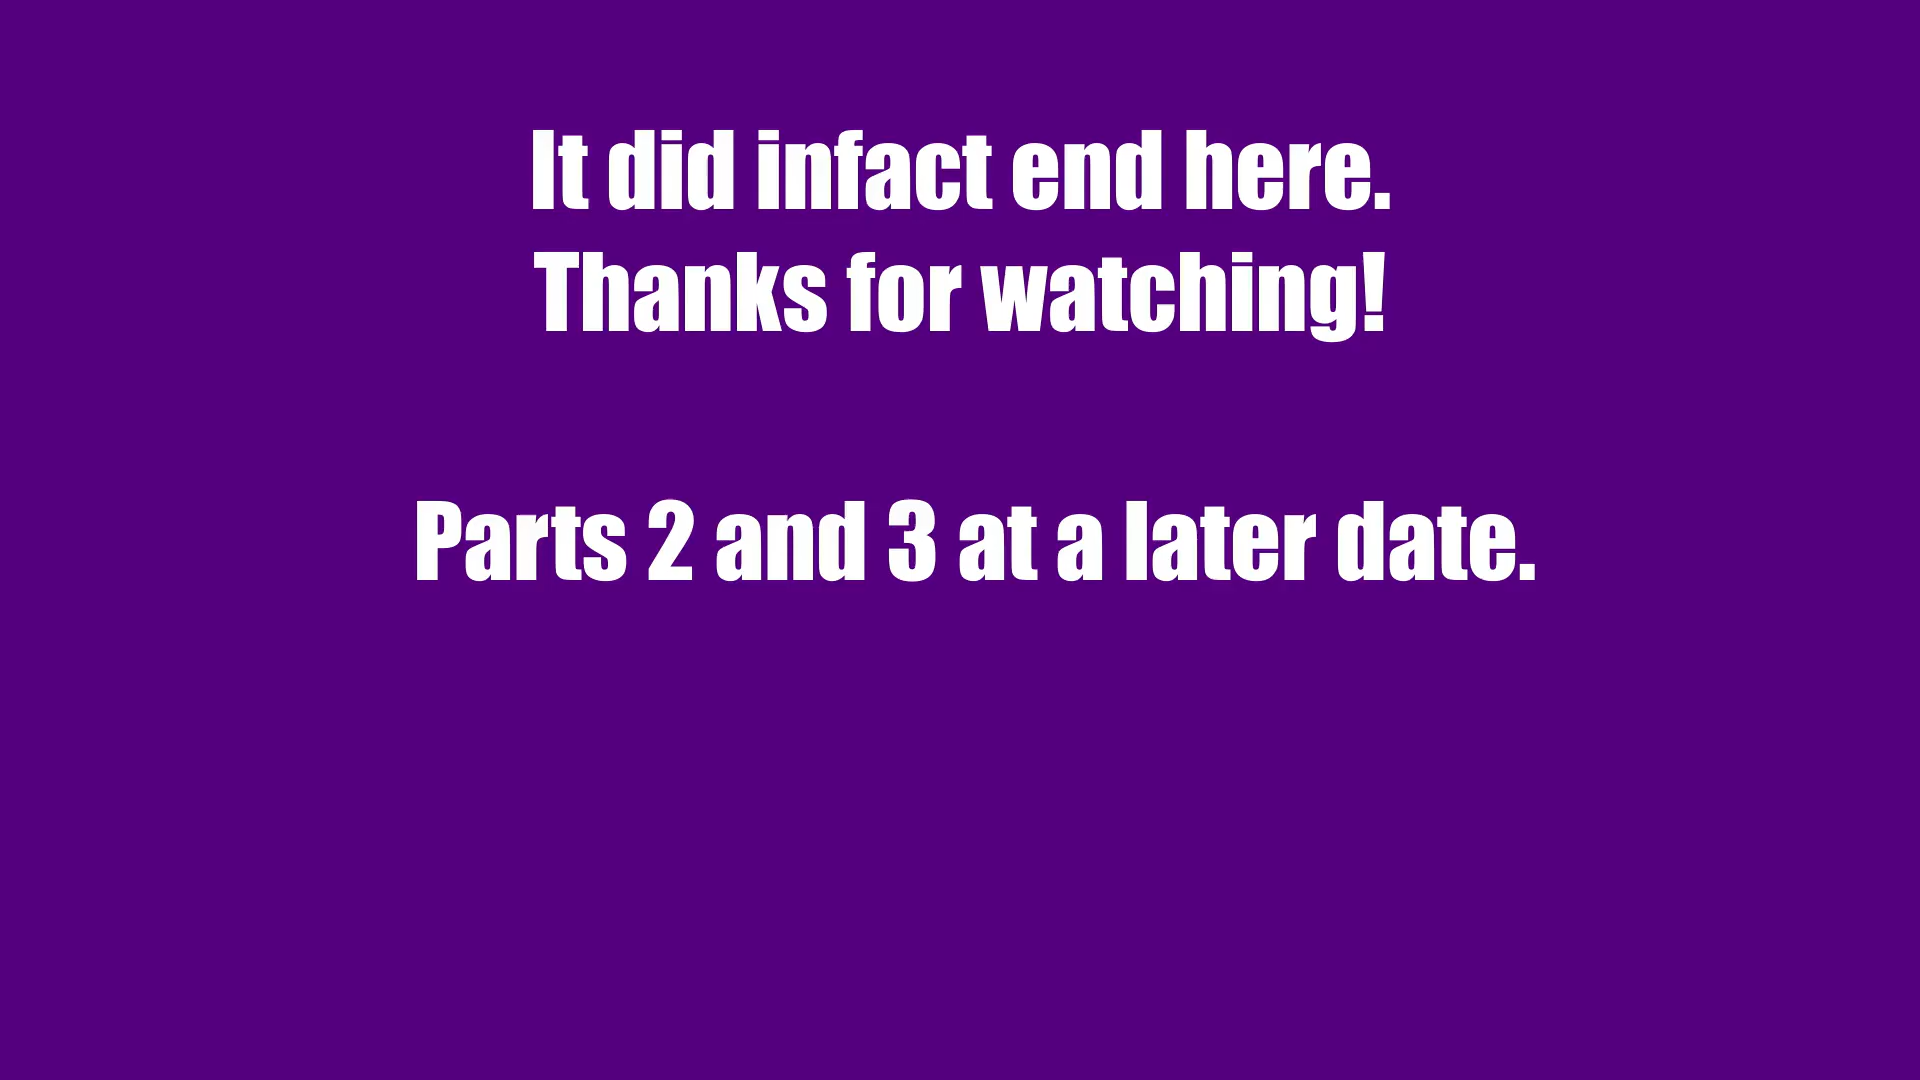 It did infact end here.
Thanks for watching!
Parts 2 and 3 at a later date.